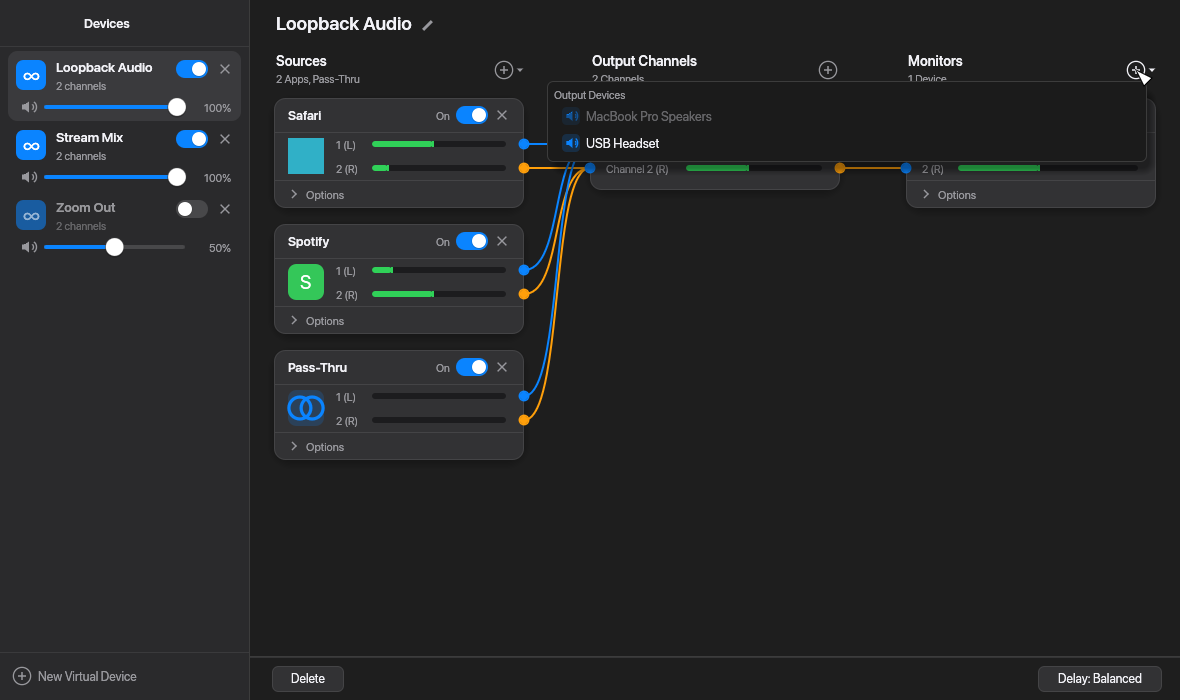 Devices
Loopback Audio
2 channels
100%
Stream Mix
2 channels
100%
Zoom Out
2 channels
50%
New Virtual Device
Loopback Audio
Sources
2 Apps, Pass-Thru
Safari
On
1 (L)
2 (R)
Options
Spotify
On
S
1 (L)
2 (R)
Options
Pass-Thru
On
1 (L)
2 (R)
Options
Output Channels
2 Channels
Channel 2 (R)
Monitors
1 Device
Output Devices
MacBook Pro Speakers
USB Headset
2 (R)
Options
Delete
Delay: Balanced